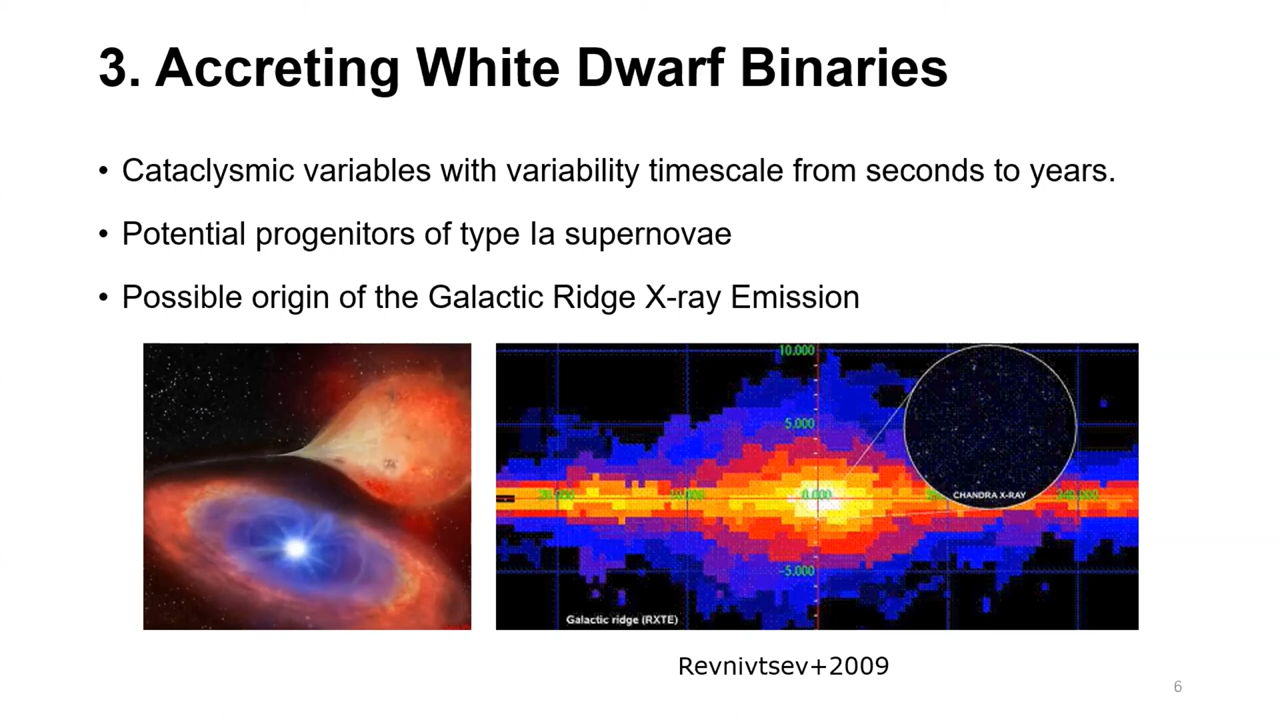 3. Accreting White Dwarf Binaries
• Cataclysmic variables with variability timescale from seconds to years.
• Potential progenitors of type Ia supernovae
• Possible origin of the Galactic Ridge X-ray Emission
10.000
5.000
0.000
CHANDRA X-RAY
-5.000
Galactic ridge (RXTE)
Revnivtsev+2009
6